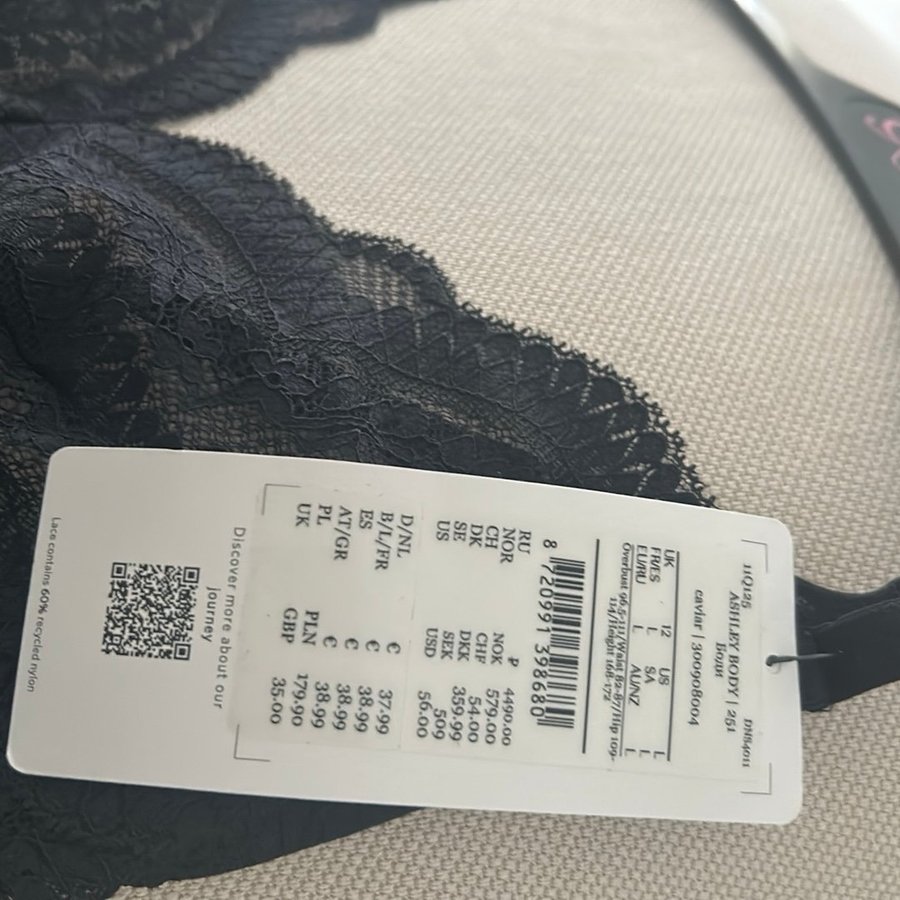 11Q125 DNS4011
ASHLEY BODY | 251
Боди
caviar | 300908004
UK 12 US L
FR/ES L SA L
EU/RU L AU/NZ L
Overbust 96.5-111/Waist 82-87/Hip 109-
114/Height 168-172
8 720991 398680
RU P 4490.00
NOR NOK 579.00
CH CHF 54.00
DK DKK 359.99
SE SEK 509
US USD 56.00
D/NL € 37.99
B/L/FR € 38.99
ES € 38.99
AT/GR € 38.99
PL PLN 179.90
UK GBP 35.00
Discover more about our
journey
Lace contains 60% recycled nylon